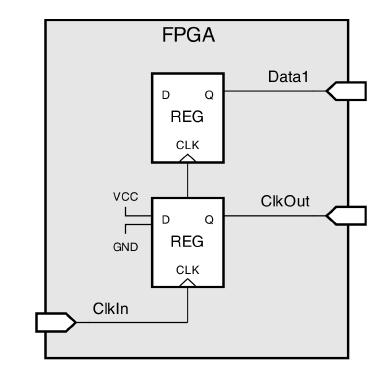 FPGA
Data1
D Q
REG
CLK
VCC
ClkOut
D Q
GND
REG
CLK
ClkIn